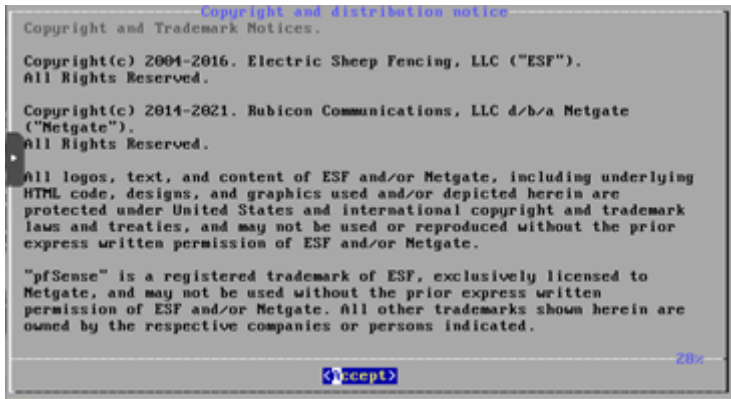 Copyright and distribution notice
Copyright and Trademark Notices.
Copyright(c) 2004-2016. Electric Sheep Fencing, LLC ("ESF").
All Rights Reserved.
Copyright(c) 2014-2021. Rubicon Communications, LLC d/b/a Netgate
("Netgate").
All Rights Reserved.
All logos, text, and content of ESF and/or Netgate, including underlying
HTML code, designs, and graphics used and/or depicted herein are
protected under United States and international copyright and trademark
laws and treaties, and may not be used or reproduced without the prior
express written permission of ESF and/or Netgate.
"pfSense" is a registered trademark of ESF, exclusively licensed to
Netgate, and may not be used without the prior express written
permission of ESF and/or Netgate. All other trademarks shown herein are
owned by the respective companies or persons indicated.
28%
<Accept>